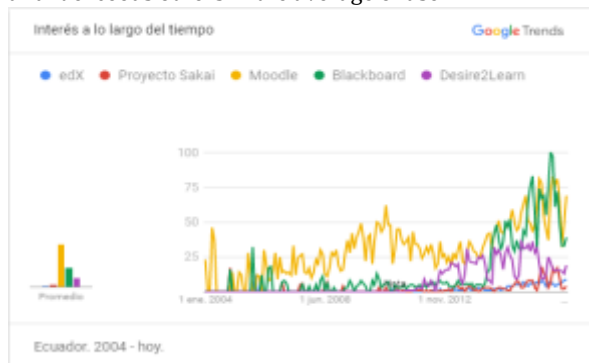 Interés a lo largo del tiempo
Google Trends
edX Proyecto Sakai Moodle Blackboard Desire2Learn
100
75
50
25
Nota
Promedio
1 ene. 2004 1 jun. 2008 1 nov. 2012 ...
Ecuador. 2004 - hoy.